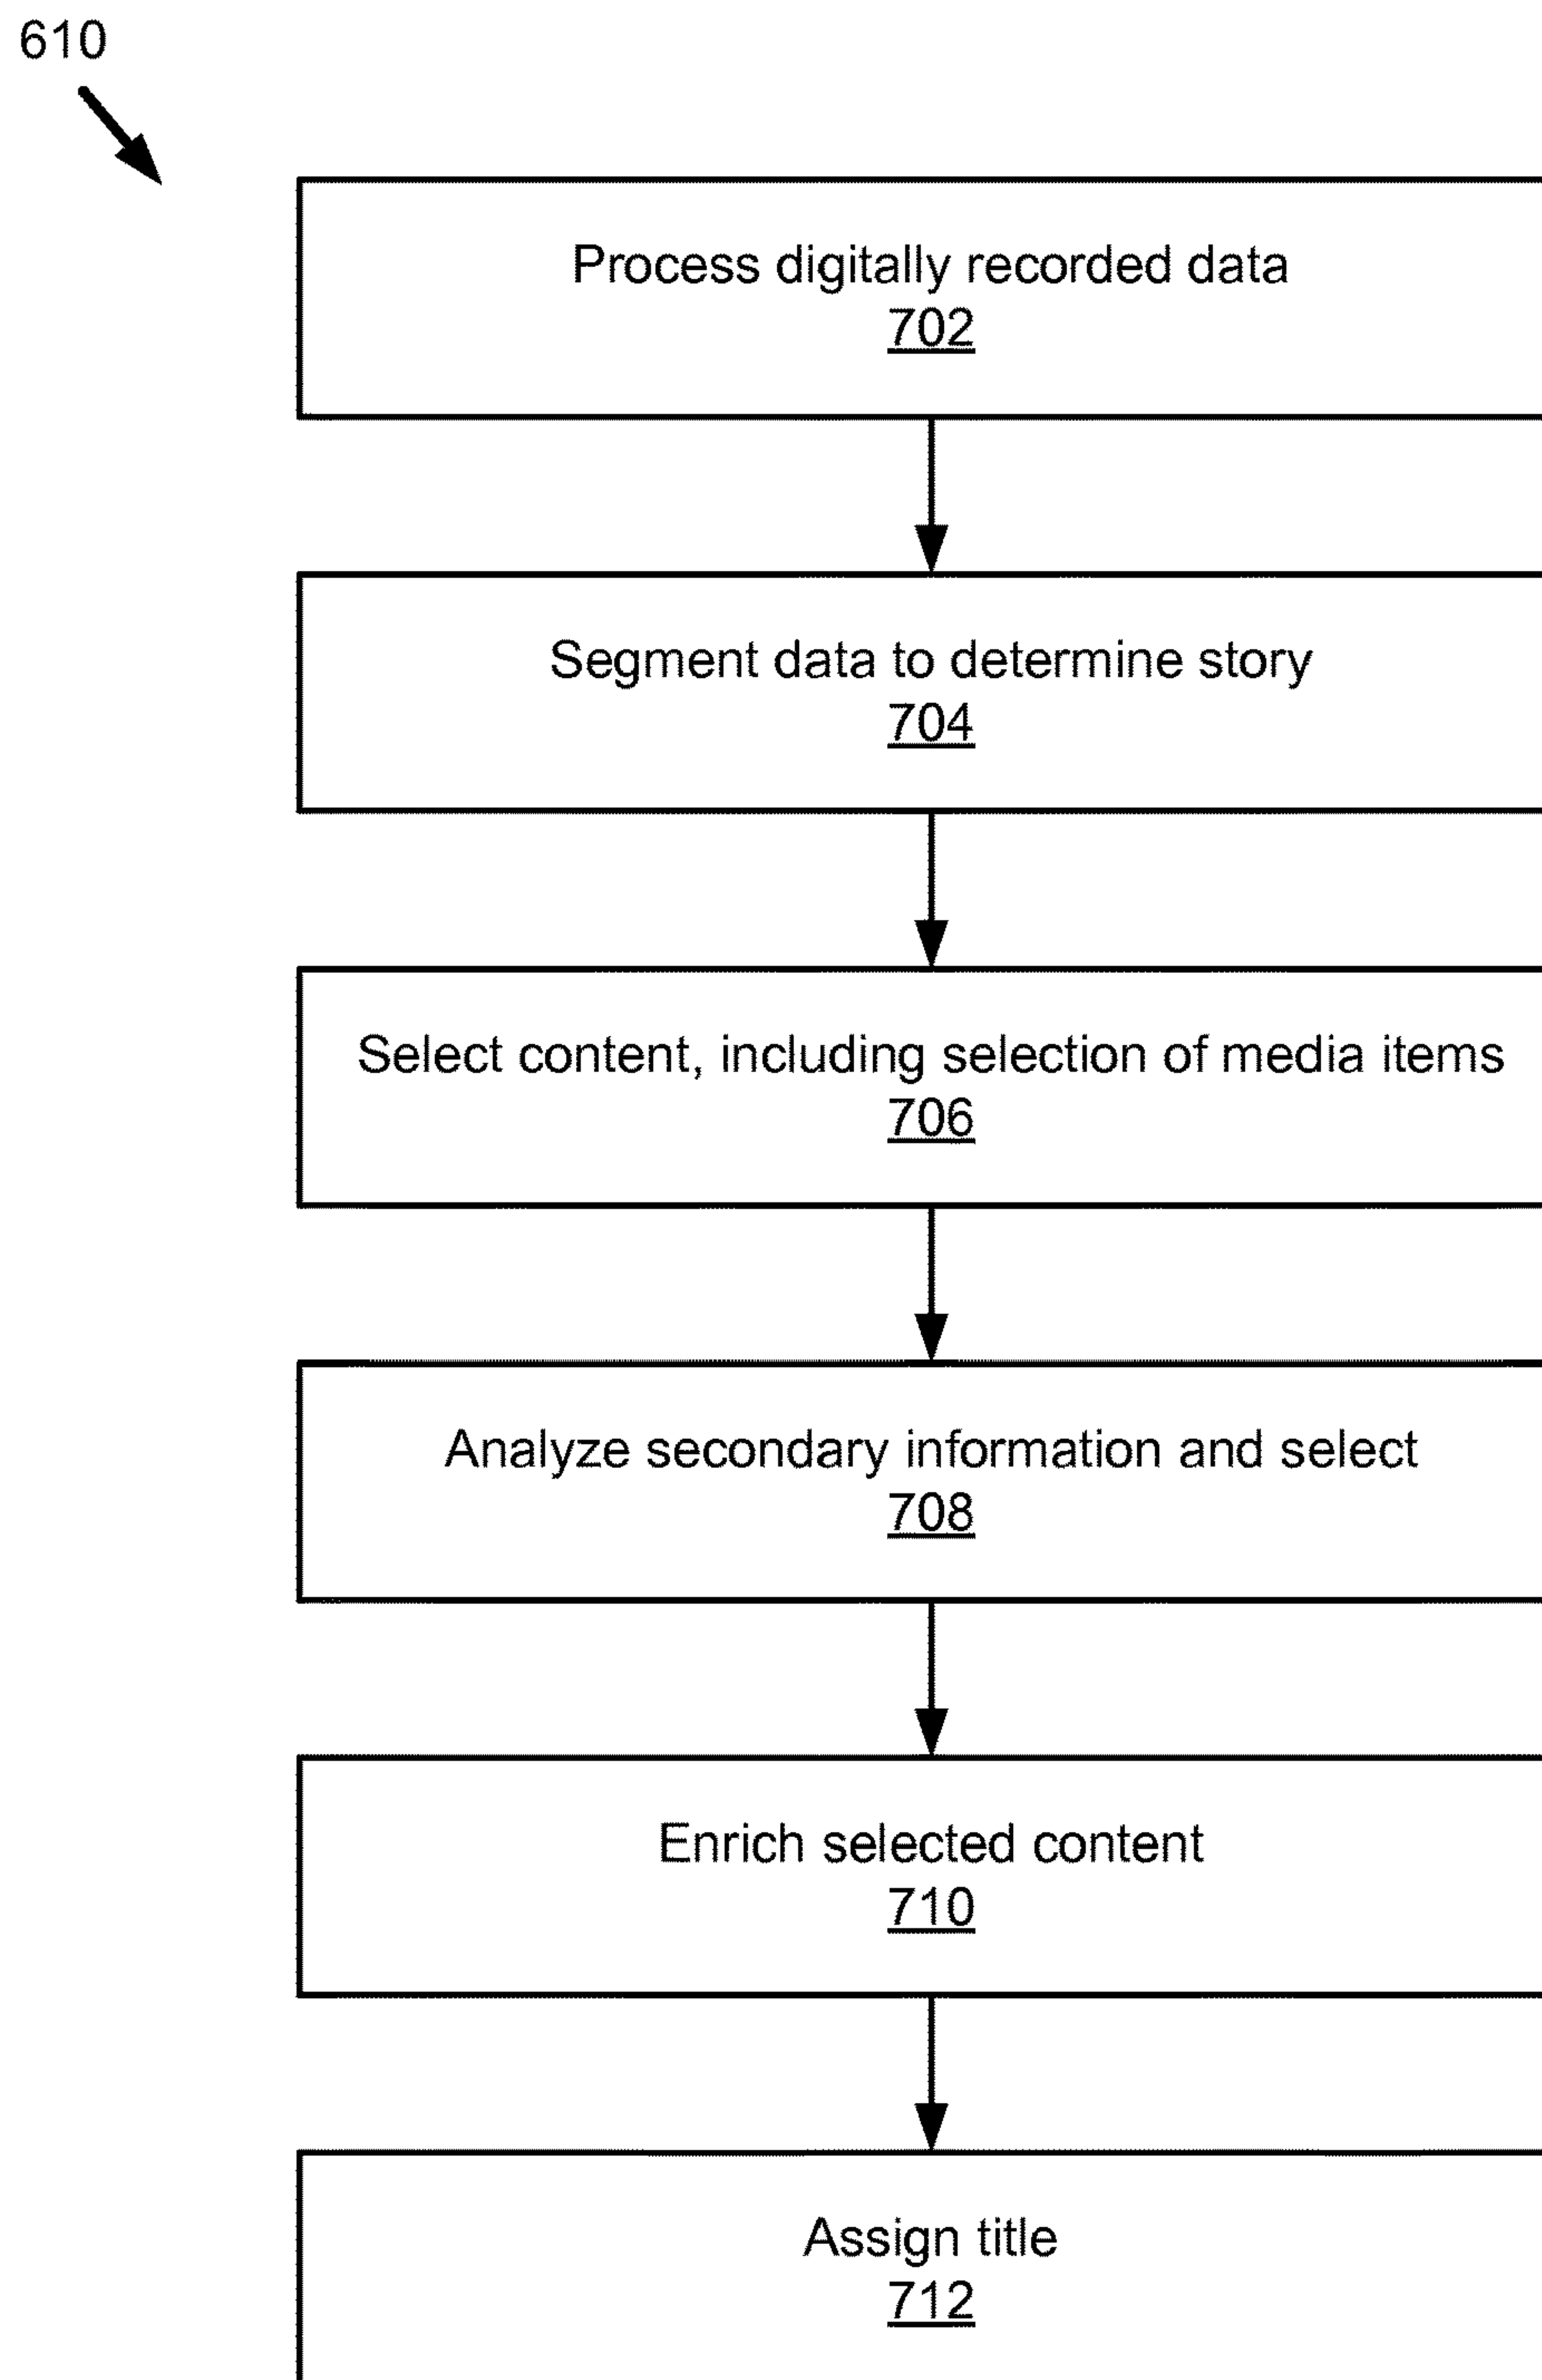 610
Process digitally recorded data
702
Segment data to determine story
704
Select content, including selection of media items
706
Analyze secondary information and select
708
Enrich selected content
710
Assign title
712